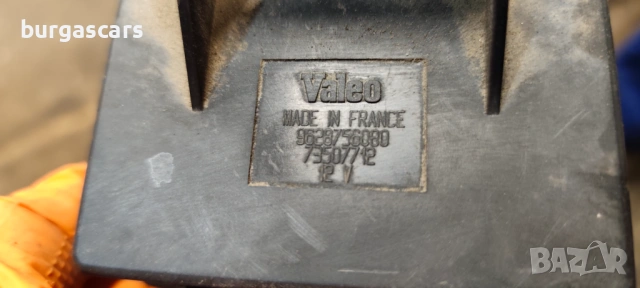 burgascars
Valeo
MADE IN FRANCE
9628756080
73507712
12 V
BAZAR